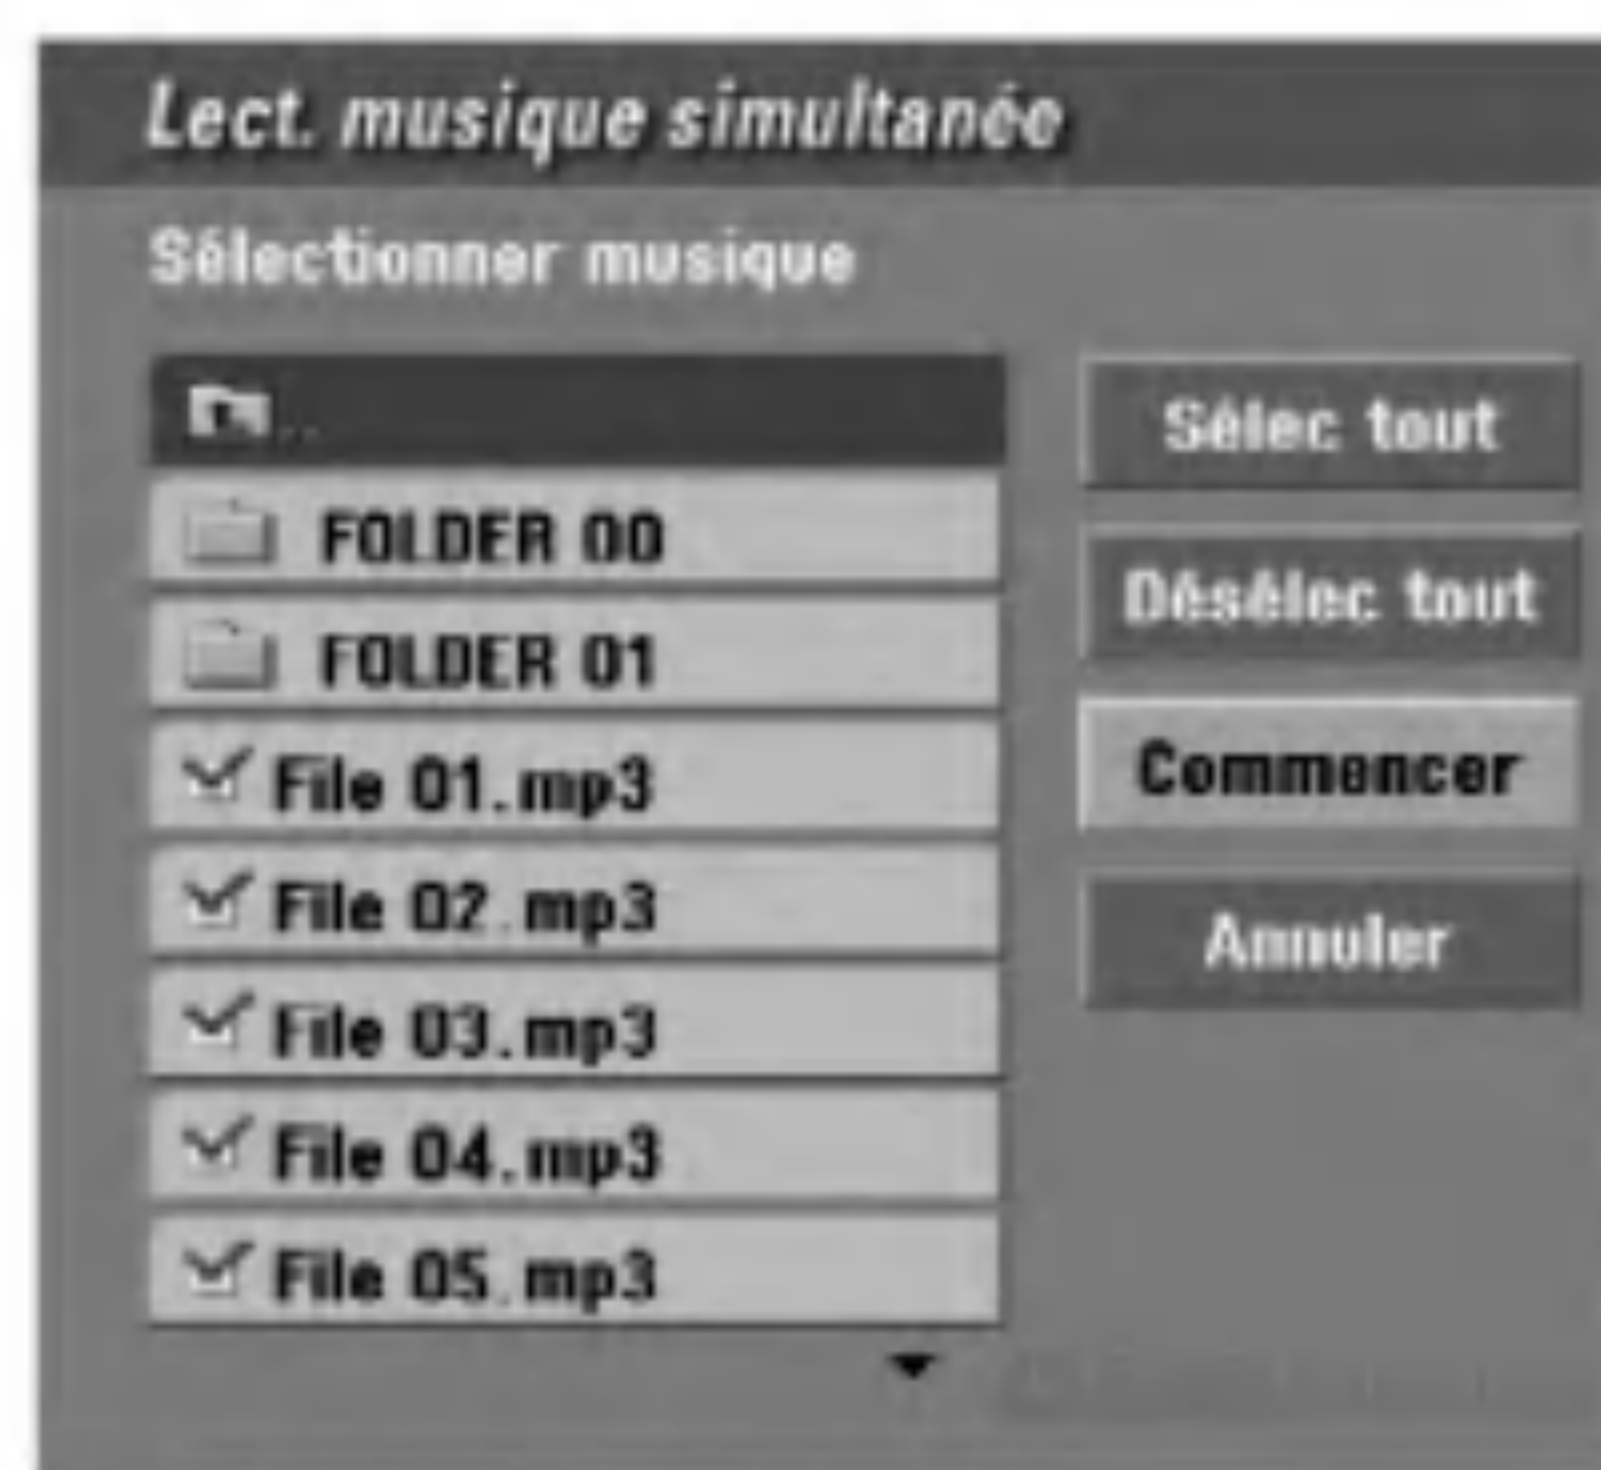 Lect. musique simultanée
Sélectionner musique
..
FOLDER 00
FOLDER 01
File 01.mp3
File 02.mp3
File 03.mp3
File 04.mp3
File 05.mp3
Sélec tout
Désélec tout
Commencer
Annuler